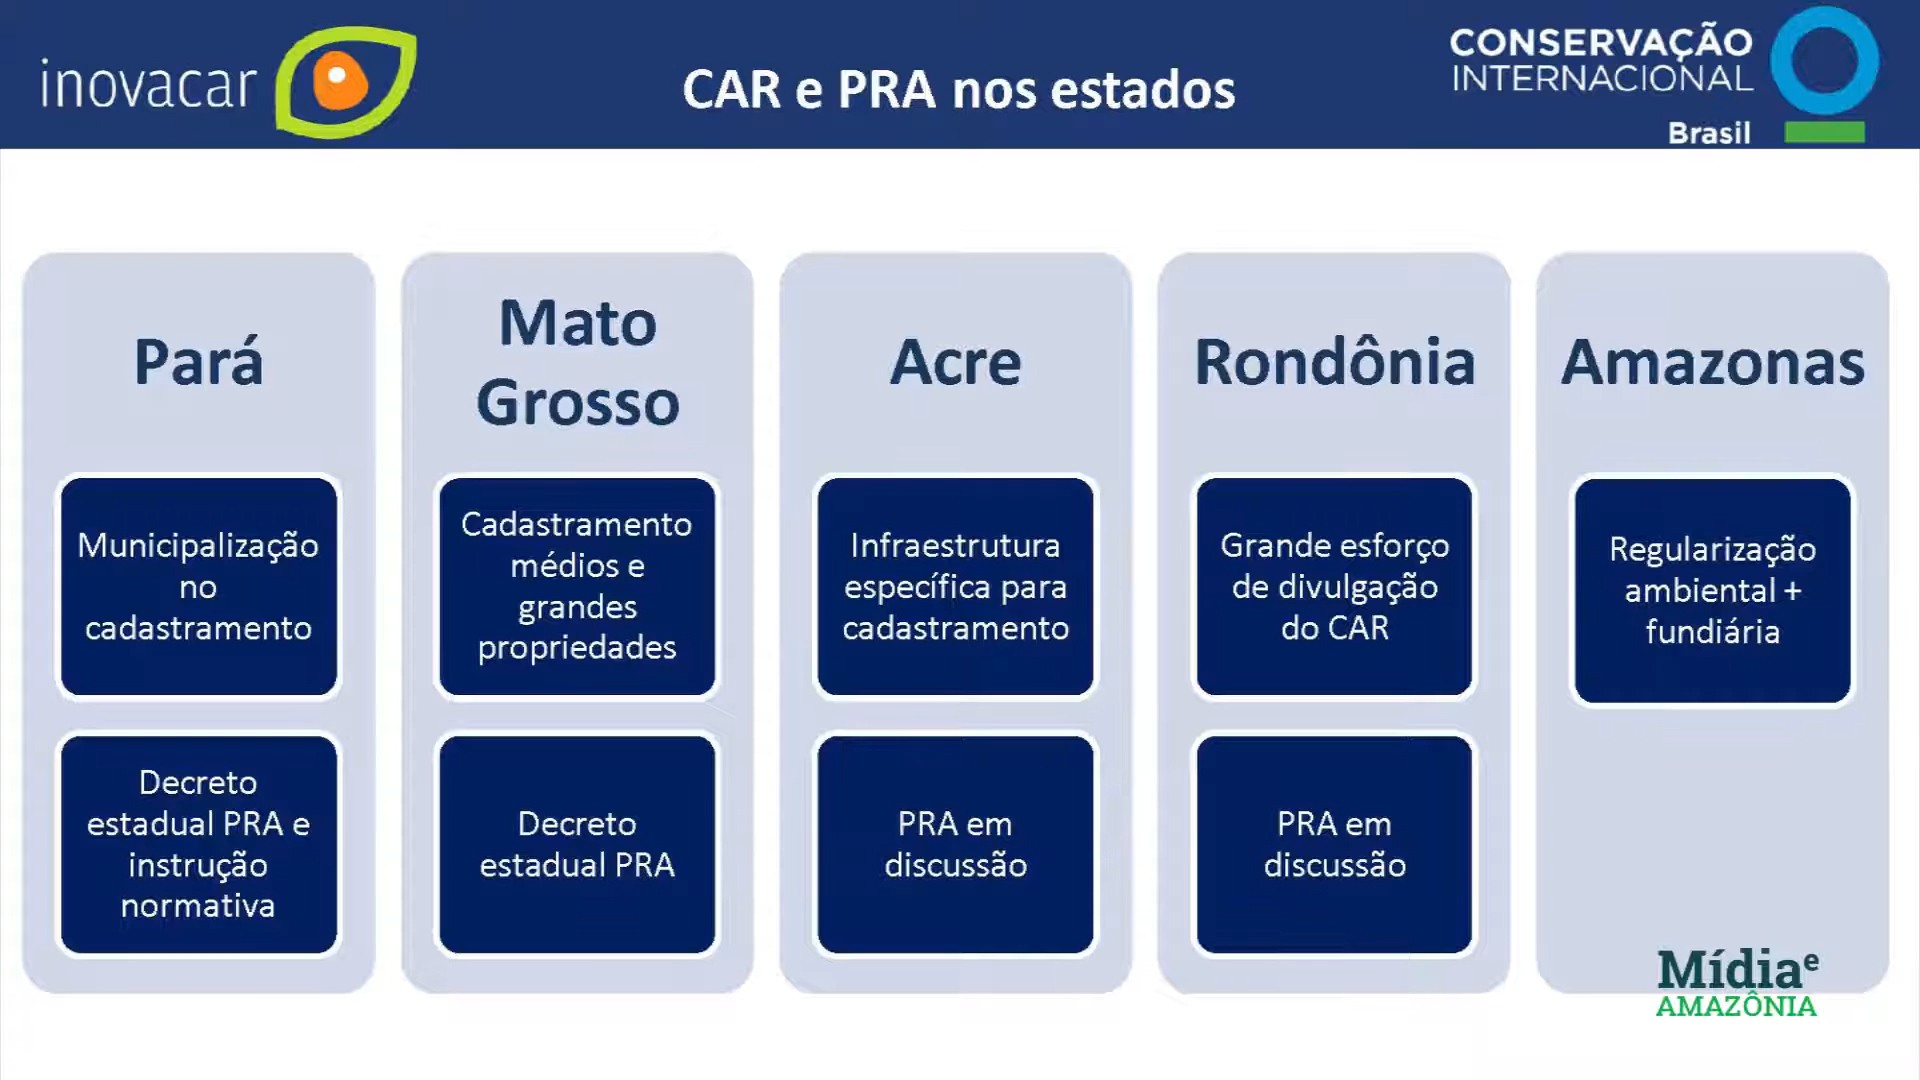 inovacar
CAR e PRA nos estados
CONSERVAÇÃO
INTERNACIONAL
Brasil
Pará
Municipalização
no
cadastramento
Decreto
estadual PRA e
instrução
normativa
Mato
Grosso
Cadastramento
médios e
grandes
propriedades
Decreto
estadual PRA
Acre
Infraestrutura
específica para
cadastramento
PRA em
discussão
Rondônia
Grande esforço
de divulgação
do CAR
PRA em
discussão
Amazonas
Regularização
ambiental +
fundiária
Mídia e
AMAZÔNIA